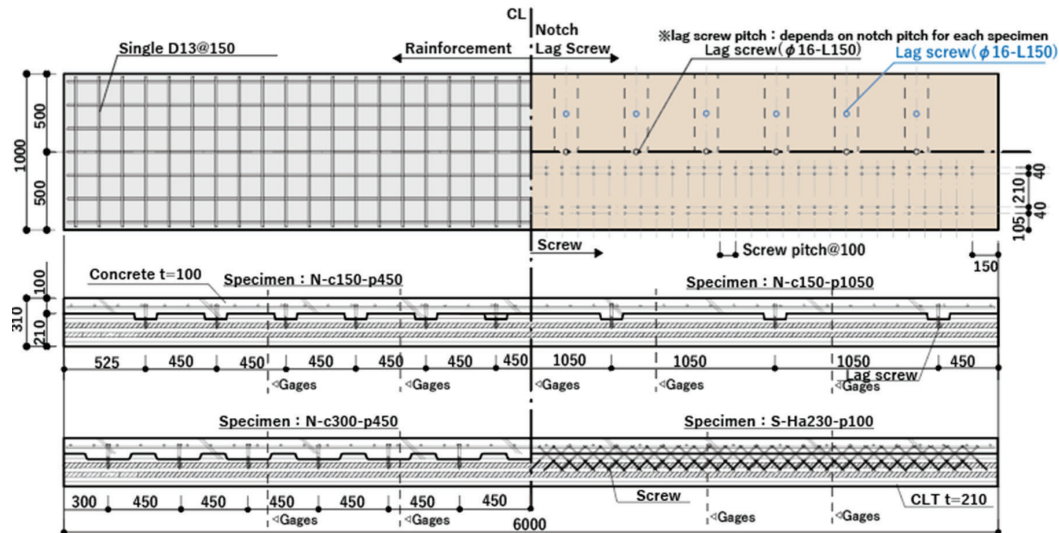 CL
Notch
Single D13@150
Rainforcement
Lag Screw
※lag screw pitch：depends on notch pitch for each specimen
Lag screw(φ16-L150)
Lag screw(φ16-L150)
500
1000
500
40
210
40
105
Screw
Screw pitch@100
150
Concrete t=100
Specimen：N-c150-p450
Specimen：N-c150-p1050
100
310
210
525
450
450
450
450
450
450
1050
1050
1050
450
Lag screw
◁Gages
◁Gages
◁Gages
◁Gages
◁Gages
Specimen：N-c300-p450
Specimen：S-Ha230-p100
Screw
CLT t=210
300
450
450
450
450
450
450
◁Gages
◁Gages
◁Gages
◁Gages
6000